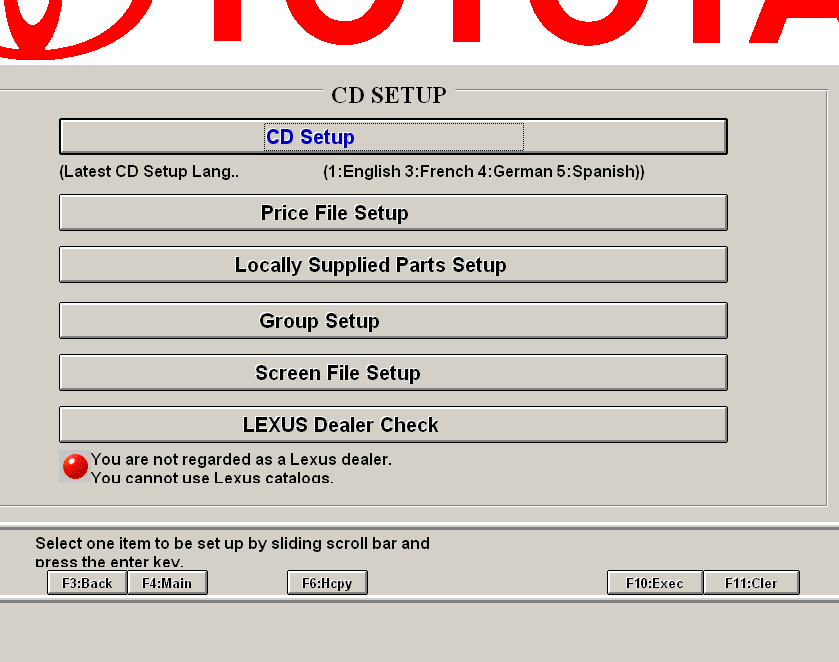 TOYOTA
CD SETUP
CD Setup
(Latest CD Setup Lang.. (1:English 3:French 4:German 5:Spanish))
Price File Setup
Locally Supplied Parts Setup
Group Setup
Screen File Setup
LEXUS Dealer Check
You are not regarded as a Lexus dealer.
You cannot use Lexus catalogs.
Select one item to be set up by sliding scroll bar and
press the enter key.
F3:Back F4:Main F6:Hcpy F10:Exec F11:Cler